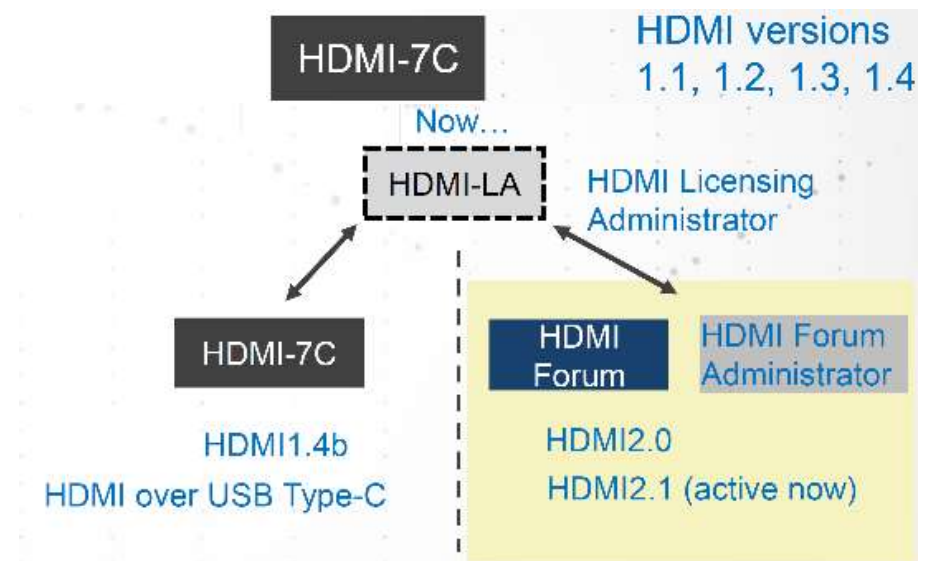 HDMI-7C
HDMI versions
1.1, 1.2, 1.3, 1.4
Now...
HDMI-LA
HDMI Licensing
Administrator
HDMI-7C
HDMI1.4b
HDMI over USB Type-C
HDMI
Forum
HDMI Forum
Administrator
HDMI2.0
HDMI2.1 (active now)